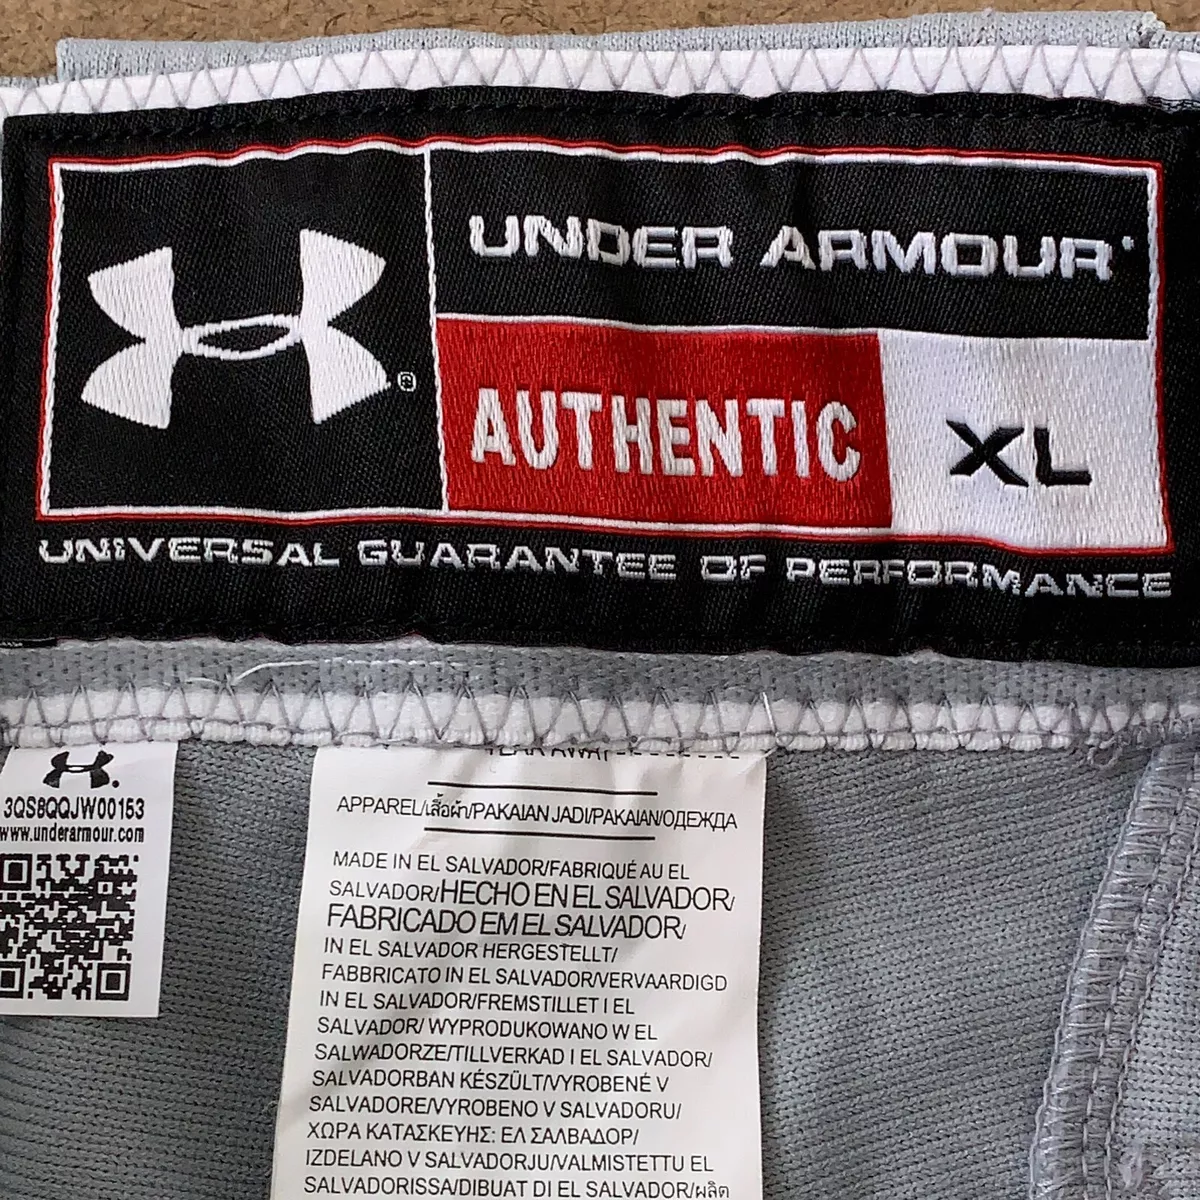 UNDER ARMOUR
AUTHENTIC XL
UNIVERSAL GUARANTEE OF PERFORMANCE
3QS8QQJW00153
www.underarmour.com
TEAR AWAY
APPAREL/เสื้อผ้า/PAKAIAN JADI/PAKAIAN/ОДЕЖДА
MADE IN EL SALVADOR/FABRIQUÉ AU EL
SALVADOR/HECHO EN EL SALVADOR/
FABRICADO EM EL SALVADOR/
IN EL SALVADOR HERGESTELLT/
FABBRICATO IN EL SALVADOR/VERVAARDIGD
IN EL SALVADOR/FREMSTILLET I EL
SALVADOR/ WYPRODUKOWANO W EL
SALWADORZE/TILLVERKAD I EL SALVADOR/
SALVADORBAN KÉSZÜLT/VYROBENÉ V
SALVADORE/VYROBENO V SALVADORU/
ΧΩΡΑ ΚΑΤΑΣΚΕΥΗΣ: ΕΛ ΣΑΛΒΑΔΟΡ/
IZDELANO V SALVADORJU/VALMISTETTU EL
SALVADORISSA/DIBUAT DI EL SALVADOR/ผลิต